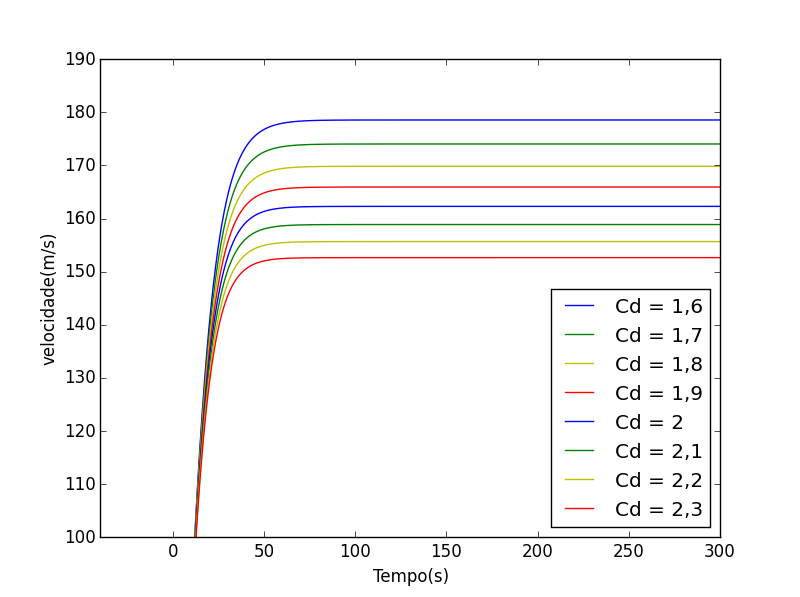 190
180
170
160
150
140
130
120
110
100
velocidade(m/s)
Cd = 1,6
Cd = 1,7
Cd = 1,8
Cd = 1,9
Cd = 2
Cd = 2,1
Cd = 2,2
Cd = 2,3
0 50 100 150 200 250 300
Tempo(s)